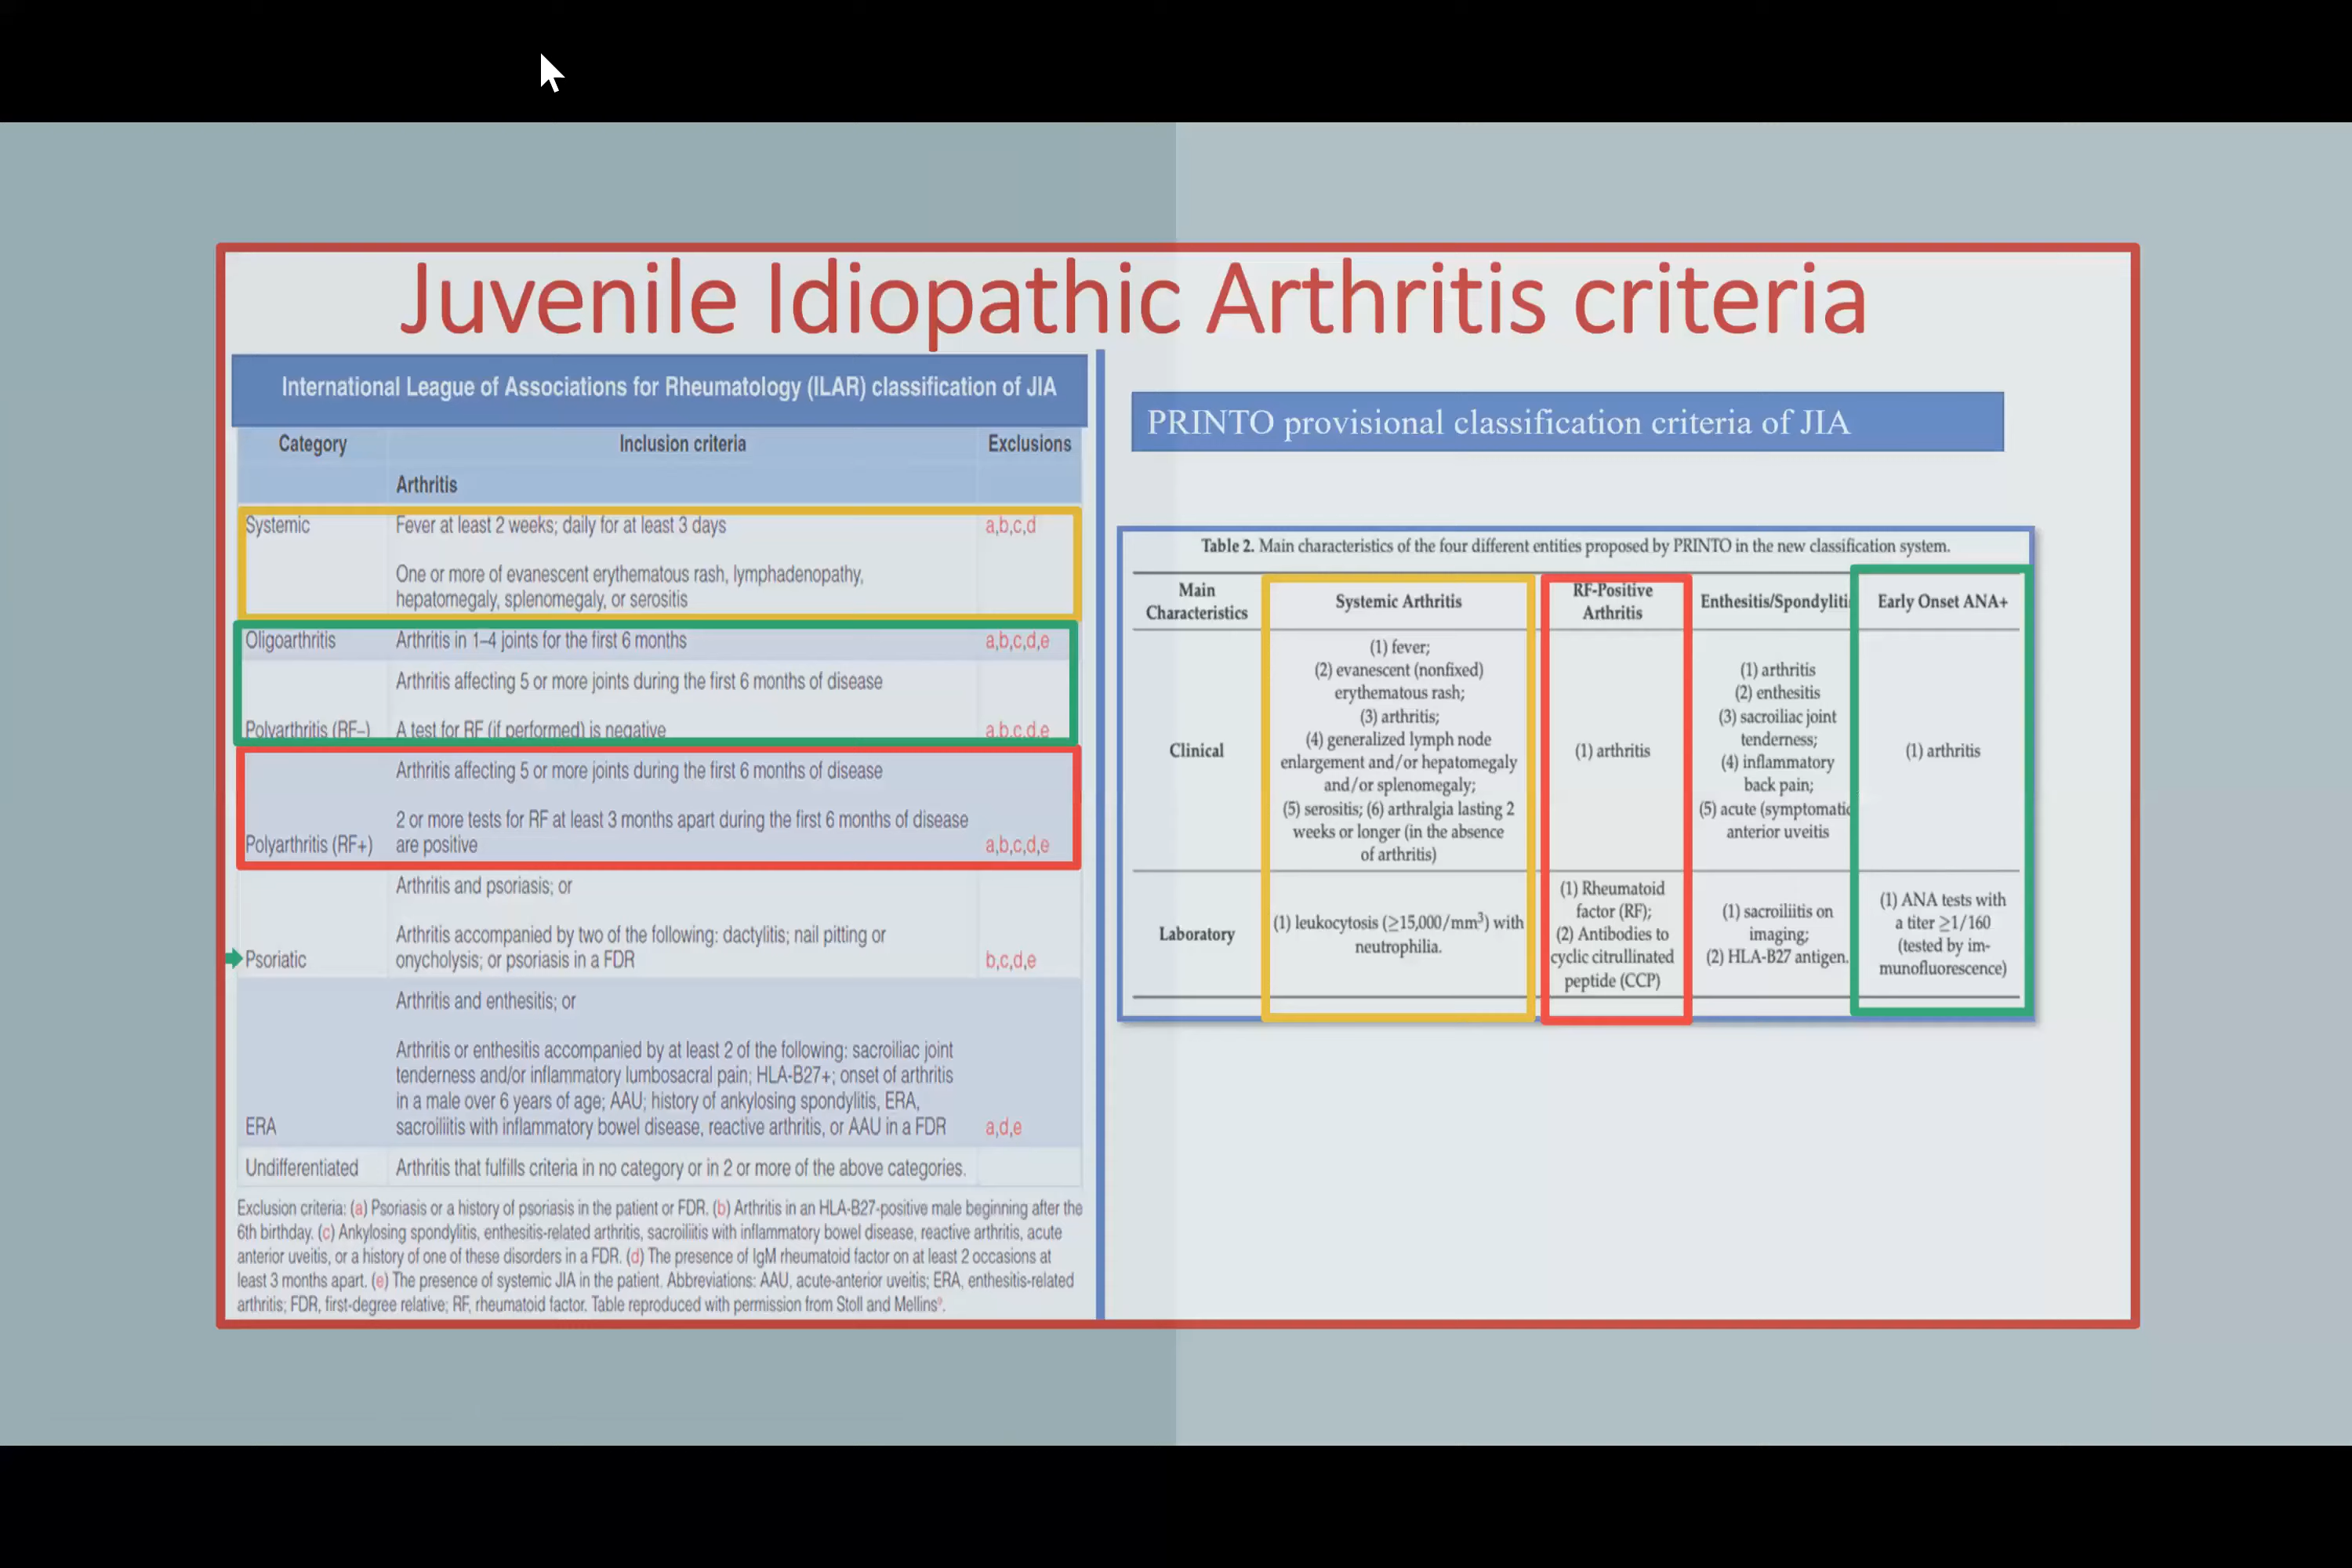 Juvenile Idiopathic Arthritis criteria
International League of Associations for Rheumatology (ILAR) classification of JIA
Category Inclusion criteria Exclusions
Arthritis
Systemic Fever at least 2 weeks; daily for at least 3 days a,b,c,d
One or more of evanescent erythematous rash, lymphadenopathy,
hepatomegaly, splenomegaly, or serositis
Oligoarthritis Arthritis in 1–4 joints for the first 6 months a,b,c,d,e
Arthritis affecting 5 or more joints during the first 6 months of disease
Polyarthritis (RF–) A test for RF (if performed) is negative a,b,c,d,e
Arthritis affecting 5 or more joints during the first 6 months of disease
2 or more tests for RF at least 3 months apart during the first 6 months of disease
Polyarthritis (RF+) are positive a,b,c,d,e
Arthritis and psoriasis; or
Arthritis accompanied by two of the following: dactylitis; nail pitting or
Psoriatic onycholysis; or psoriasis in a FDR b,c,d,e
Arthritis and enthesitis; or
Arthritis or enthesitis accompanied by at least 2 of the following: sacroiliac joint
tenderness and/or inflammatory lumbosacral pain; HLA-B27+; onset of arthritis
in a male over 6 years of age; AAU; history of ankylosing spondylitis, ERA,
ERA sacroiliitis with inflammatory bowel disease, reactive arthritis, or AAU in a FDR a,d,e
Undifferentiated Arthritis that fulfills criteria in no category or in 2 or more of the above categories.
Exclusion criteria: (a) Psoriasis or a history of psoriasis in the patient or FDR. (b) Arthritis in an HLA-B27-positive male beginning after the
6th birthday. (c) Ankylosing spondylitis, enthesitis-related arthritis, sacroiliitis with inflammatory bowel disease, reactive arthritis, acute
anterior uveitis, or a history of one of these disorders in a FDR. (d) The presence of IgM rheumatoid factor on at least 2 occasions at
least 3 months apart. (e) The presence of systemic JIA in the patient. Abbreviations: AAU, acute-anterior uveitis; ERA, enthesitis-related
arthritis; FDR, first-degree relative; RF, rheumatoid factor. Table reproduced with permission from Stoll and Mellins⁹.
PRINTO provisional classification criteria of JIA
Table 2. Main characteristics of the four different entities proposed by PRINTO in the new classification system.
Main
Characteristics
Systemic Arthritis
RF-Positive
Arthritis
Enthesitis/Spondyliti
Early Onset ANA+
Clinical
(1) fever;
(2) evanescent (nonfixed)
erythematous rash;
(3) arthritis;
(4) generalized lymph node
enlargement and/or hepatomegaly
and/or splenomegaly;
(5) serositis; (6) arthralgia lasting 2
weeks or longer (in the absence
of arthritis)
(1) arthritis
(1) arthritis
(2) enthesitis
(3) sacroiliac joint
tenderness;
(4) inflammatory
back pain;
(5) acute (symptomatic
anterior uveitis
(1) arthritis
Laboratory
(1) leukocytosis (≥15,000/mm³) with
neutrophilia.
(1) Rheumatoid
factor (RF);
(2) Antibodies to
cyclic citrullinated
peptide (CCP)
(1) sacroiliitis on
imaging;
(2) HLA-B27 antigen.
(1) ANA tests with
a titer ≥1/160
(tested by im-
munofluorescence)